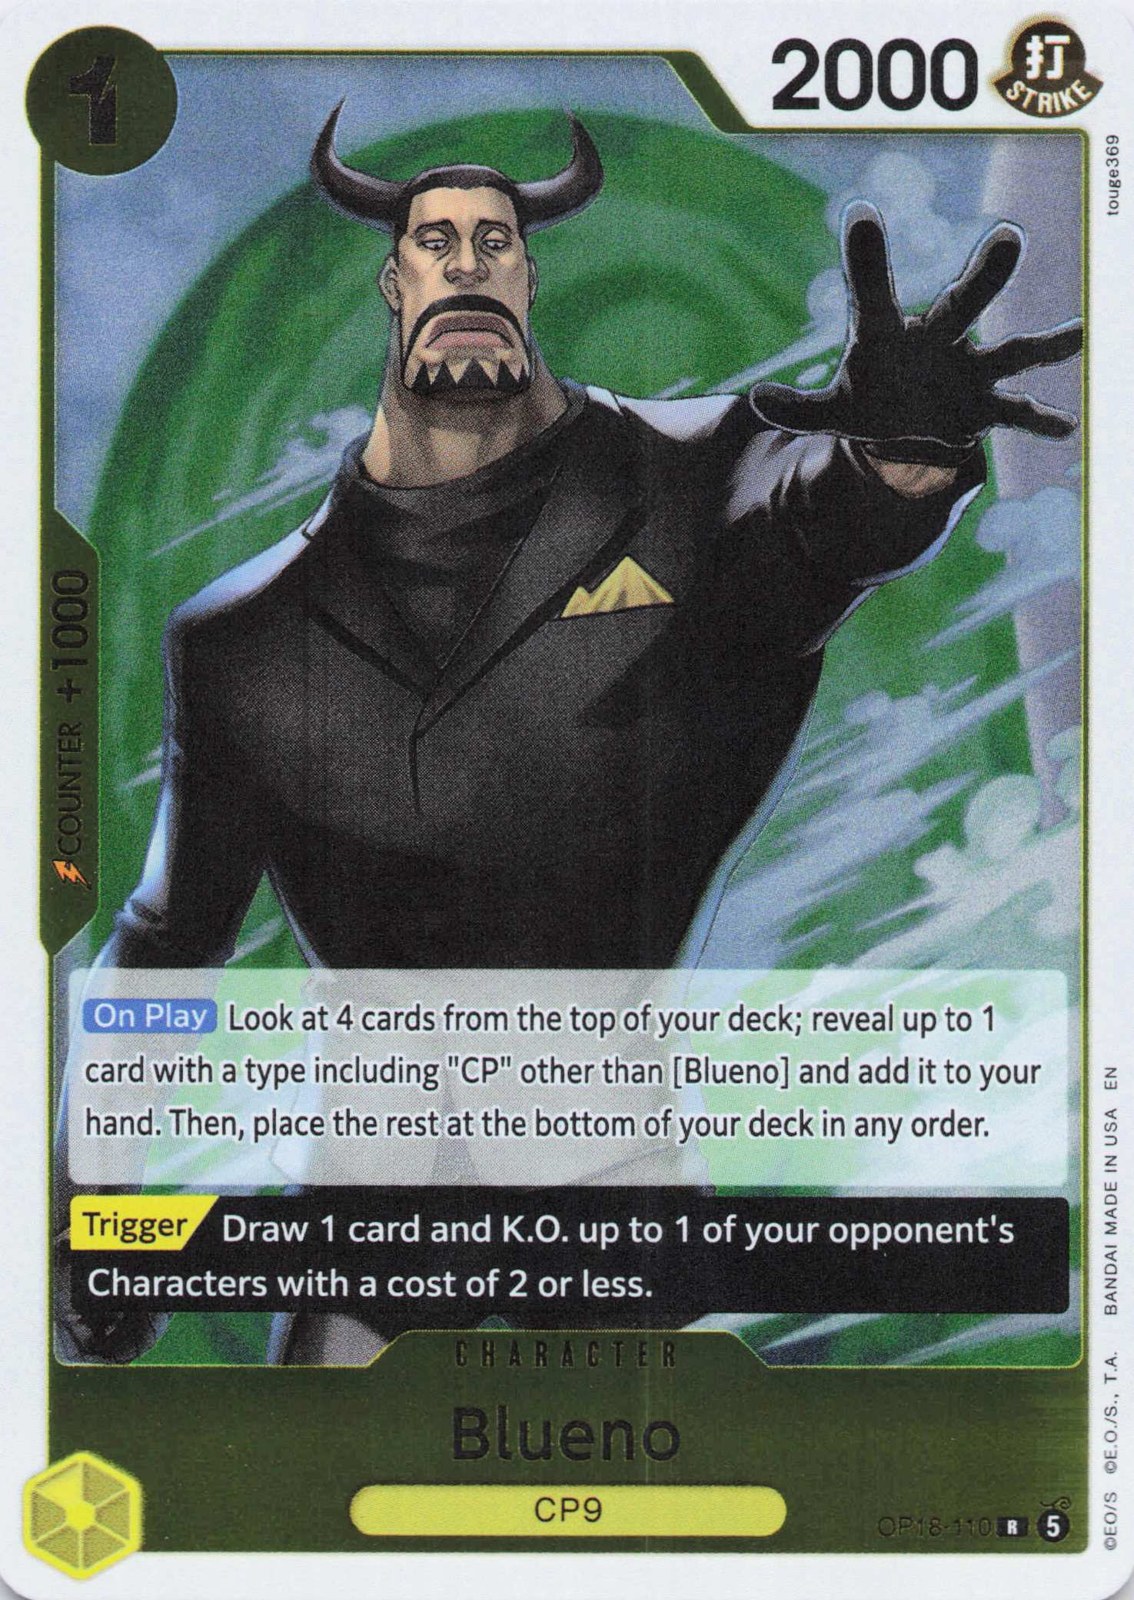 1
2000
打
STRIKE
touge369
COUNTER +1000
On Play Look at 4 cards from the top of your deck; reveal up to 1
card with a type including "CP" other than [Blueno] and add it to your
hand. Then, place the rest at the bottom of your deck in any order.
Trigger Draw 1 card and K.O. up to 1 of your opponent's
Characters with a cost of 2 or less.
CHARACTER
Blueno
CP9
OP18-110 R 5
©EO/S ©E.O./S., T.A. BANDAI MADE IN USA EN